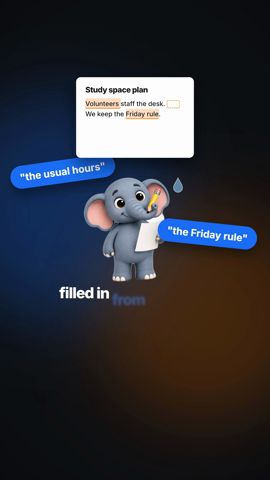 Study space plan
Volunteers staff the desk.
We keep the Friday rule.
"the usual hours"
"the Friday rule"
filled in from